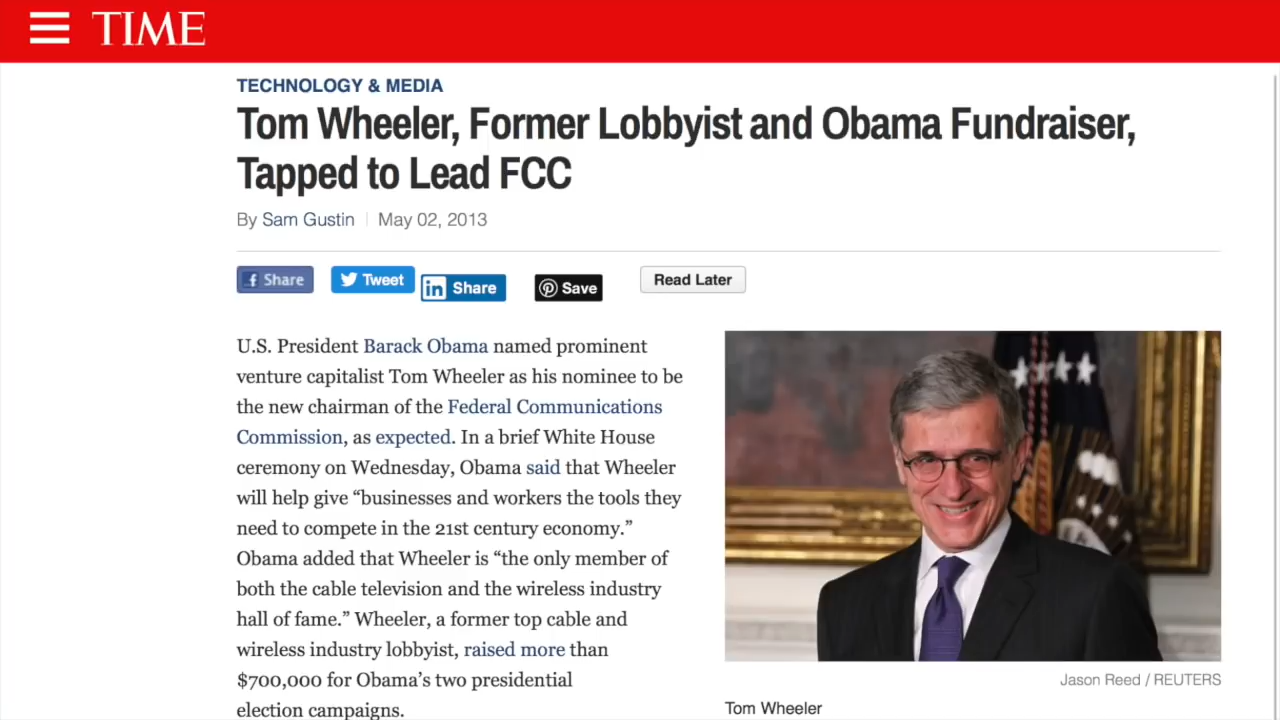 TIME
TECHNOLOGY & MEDIA
Tom Wheeler, Former Lobbyist and Obama Fundraiser,
Tapped to Lead FCC
By Sam Gustin | May 02, 2013
Share
Tweet
in Share
Save
Read Later
U.S. President Barack Obama named prominent
venture capitalist Tom Wheeler as his nominee to be
the new chairman of the Federal Communications
Commission, as expected. In a brief White House
ceremony on Wednesday, Obama said that Wheeler
will help give “businesses and workers the tools they
need to compete in the 21st century economy.”
Obama added that Wheeler is “the only member of
both the cable television and the wireless industry
hall of fame.” Wheeler, a former top cable and
wireless industry lobbyist, raised more than
$700,000 for Obama’s two presidential
election campaigns.
Jason Reed / REUTERS
Tom Wheeler